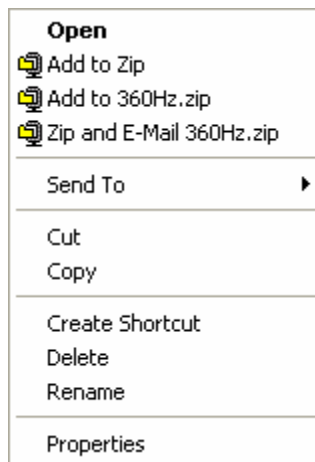 Open
Add to Zip
Add to 360Hz.zip
Zip and E-Mail 360Hz.zip
Send To
Cut
Copy
Create Shortcut
Delete
Rename
Properties